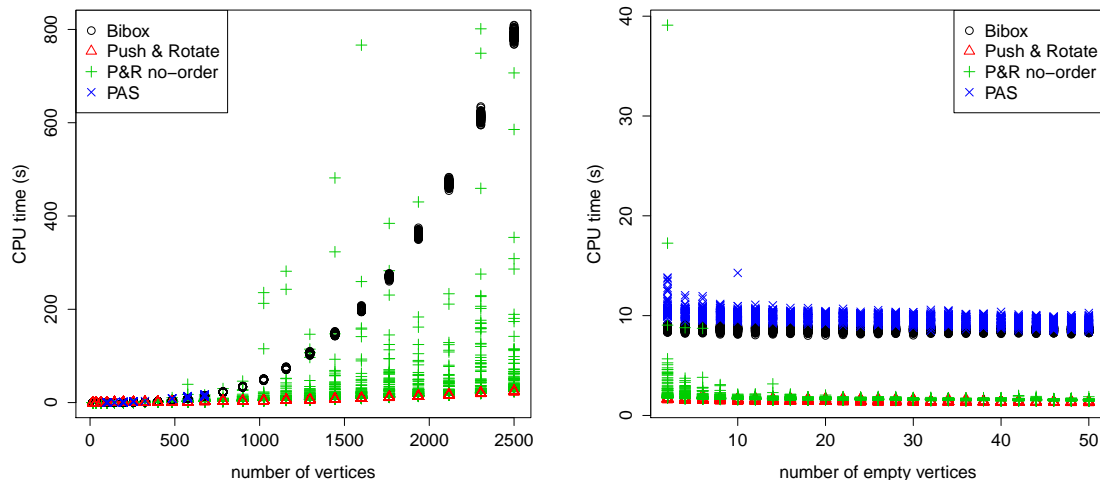 Bibox
Push & Rotate
P&R no−order
PAS
0
200
400
600
800
CPU time (s)
0
500
1000
1500
2000
2500
number of vertices
Bibox
Push & Rotate
P&R no−order
PAS
0
10
20
30
40
CPU time (s)
10
20
30
40
50
number of empty vertices